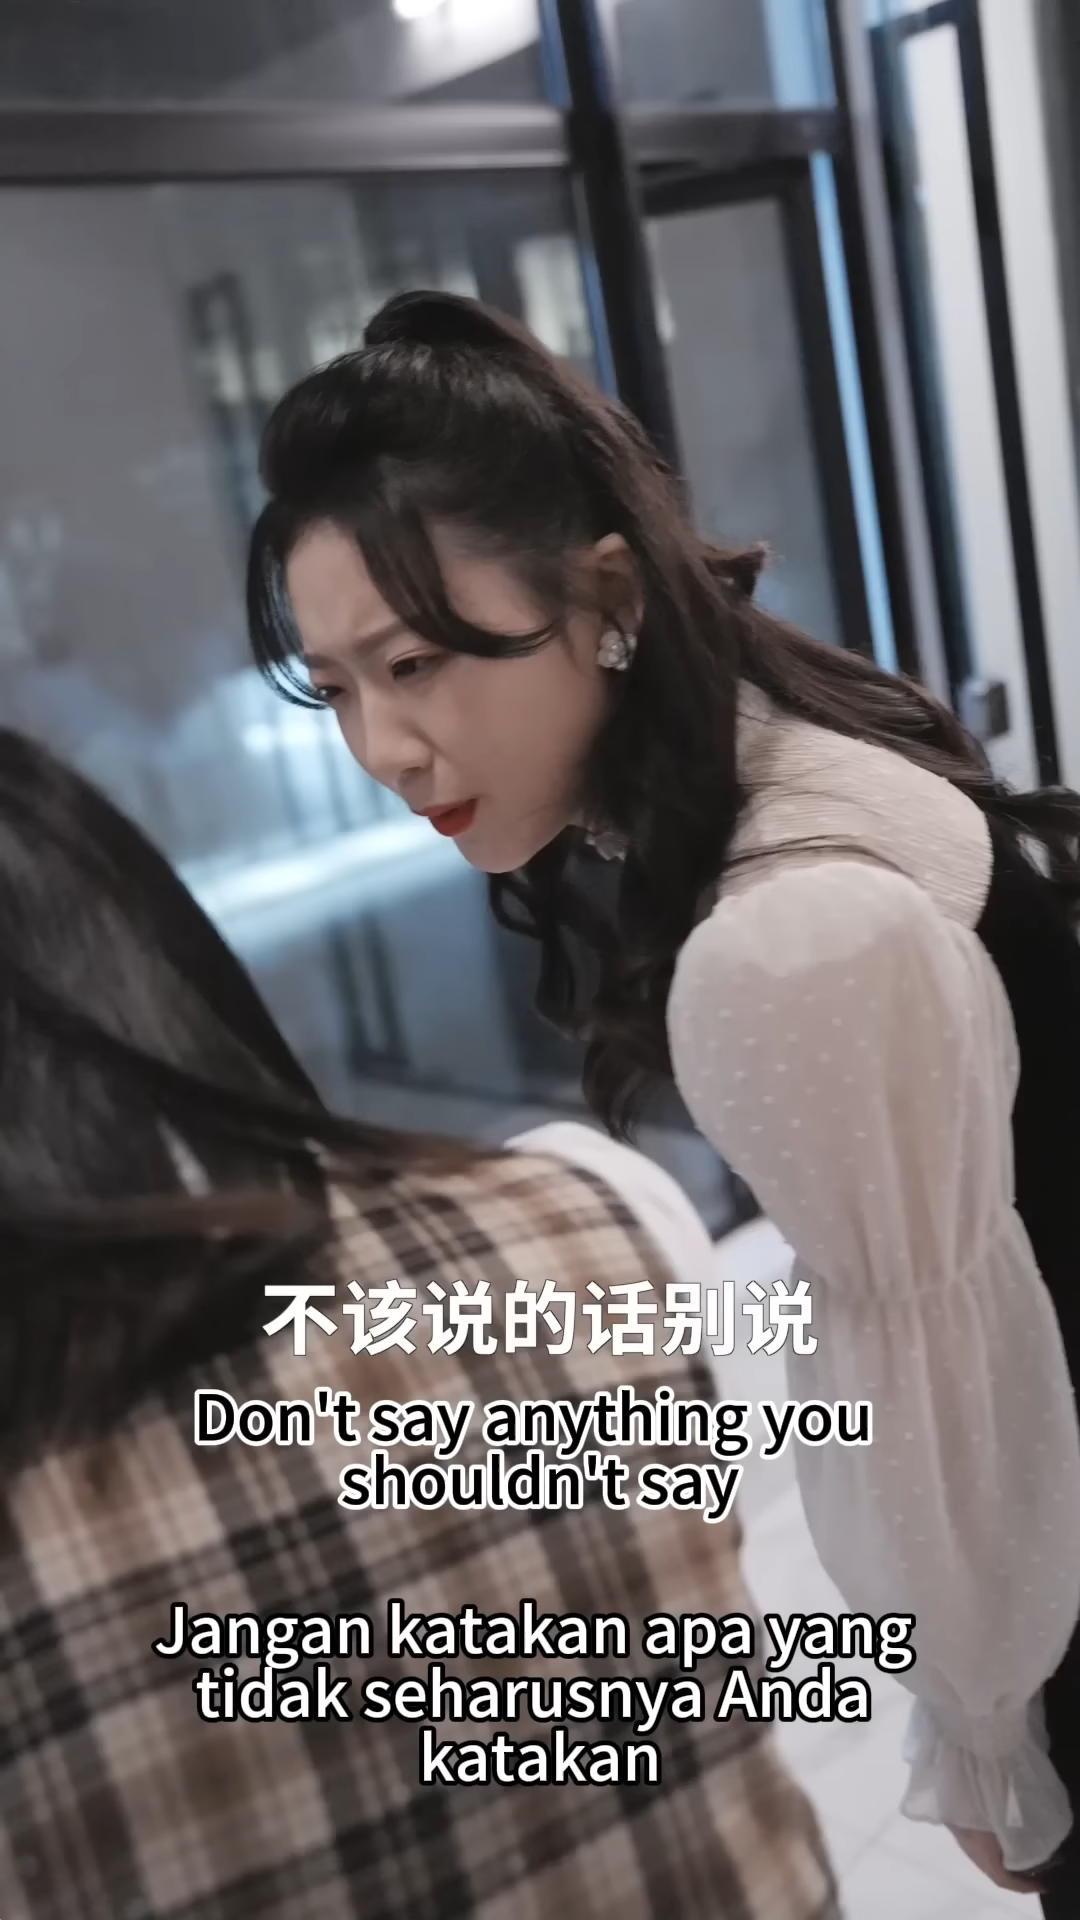 不该说的话别说
Don't say anything you
shouldn't say
Jangan katakan apa yang
tidak seharusnya Anda
katakan